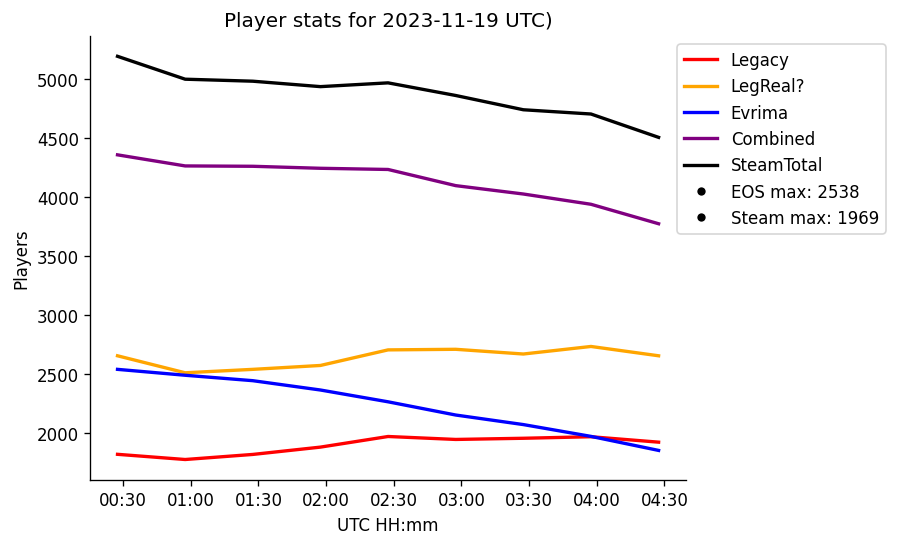 Player stats for 2023-11-19 UTC)
Legacy
LegReal?
Evrima
Combined
SteamTotal
EOS max: 2538
Steam max: 1969
Players
5000
4500
4000
3500
3000
2500
2000
00:30 01:00 01:30 02:00 02:30 03:00 03:30 04:00 04:30
UTC HH:mm